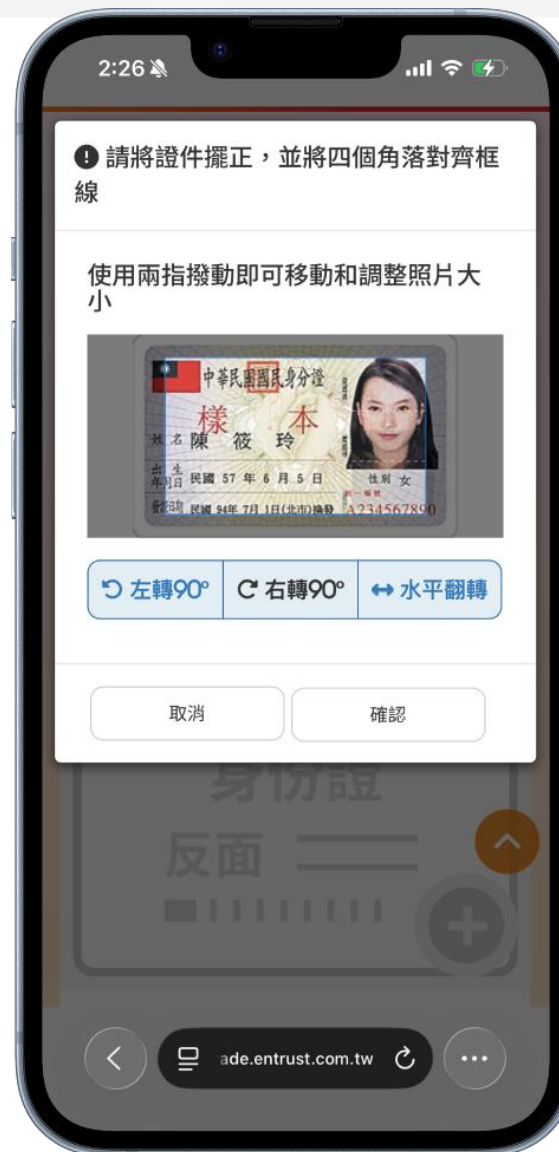 2:26
請將證件擺正，並將四個角落對齊框
線
使用兩指撥動即可移動和調整照片大
小
中華民國國民身分證
樣 本
姓名 陳 筱 玲
出生
年月日 民國 57 年 6 月 5 日 性別 女
統一編號
發證日期 民國 94年 7月 1日(北市)換發 A234567890
左轉90° 右轉90° 水平翻轉
取消 確認
身份證
反面
ade.entrust.com.tw